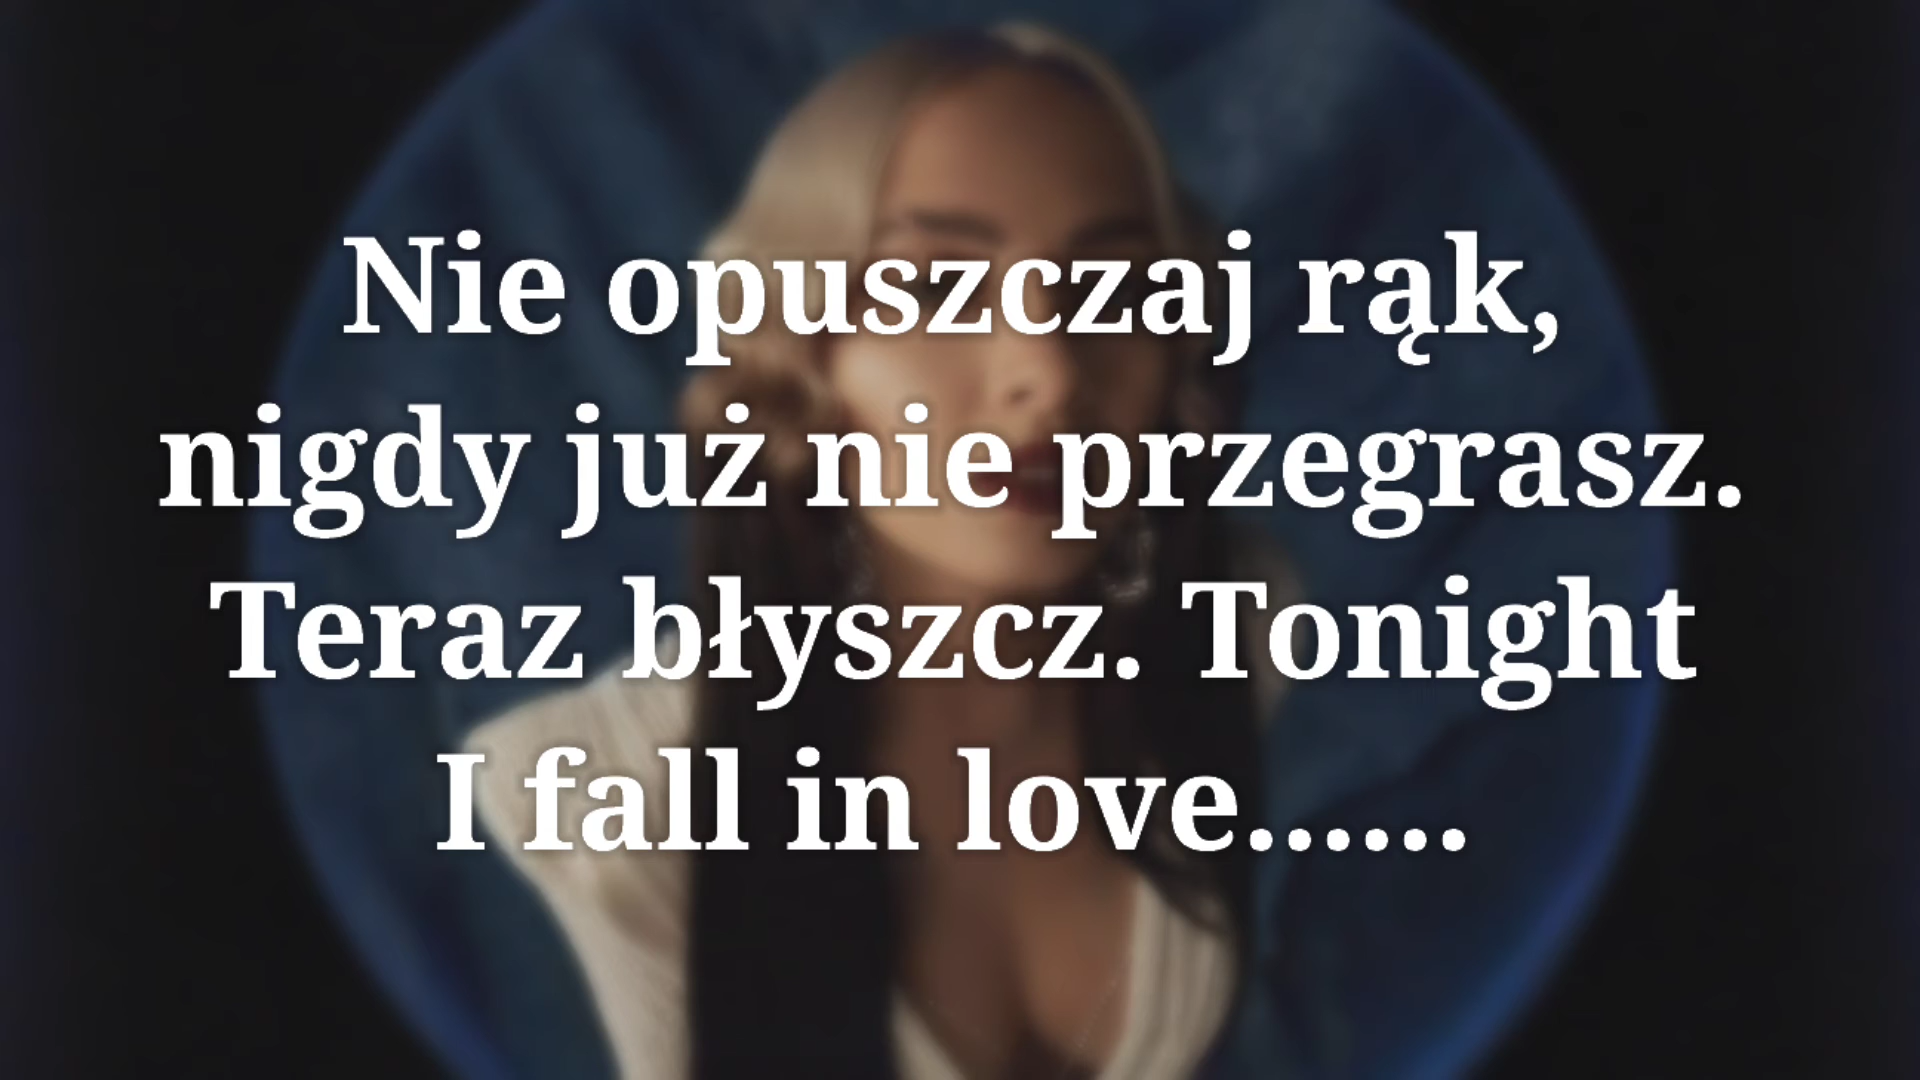 Nie opuszczaj rąk,
nigdy już nie przegrasz.
Teraz błyszcz. Tonight
I fall in love......